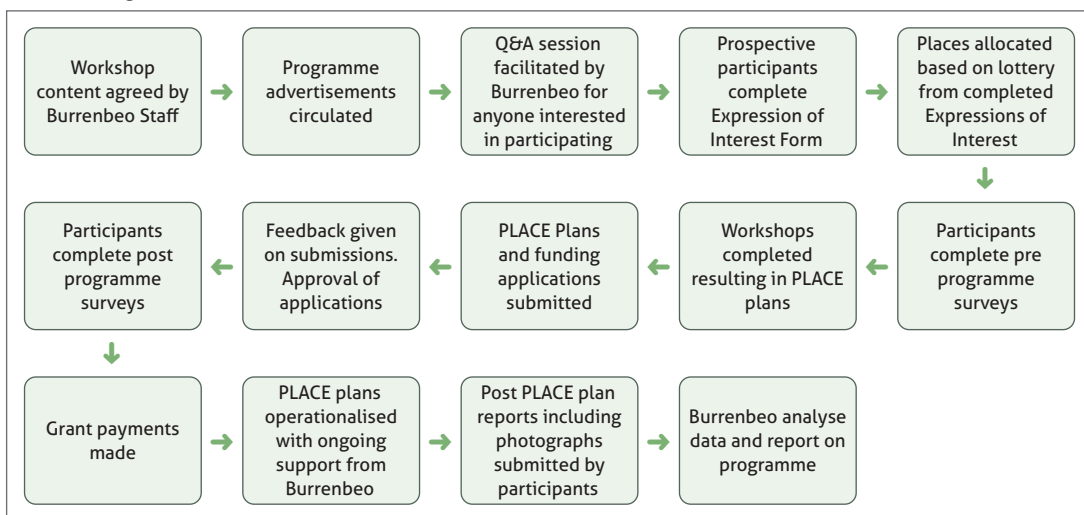 Workshop
content agreed by
Burrenbeo Staff
Programme
advertisements
circulated
Q&A session
facilitated by
Burrenbeo for
anyone interested
in participating
Prospective
participants
complete
Expression of
Interest Form
Places allocated
based on lottery
from completed
Expressions of
Interest
Participants
complete pre
programme
surveys
Workshops
completed
resulting in PLACE
plans
PLACE Plans
and funding
applications
submitted
Feedback given
on submissions.
Approval of
applications
Participants
complete post
programme
surveys
Grant payments
made
PLACE plans
operationalised
with ongoing
support from
Burrenbeo
Post PLACE plan
reports including
photographs
submitted by
participants
Burrenbeo analyse
data and report on
programme